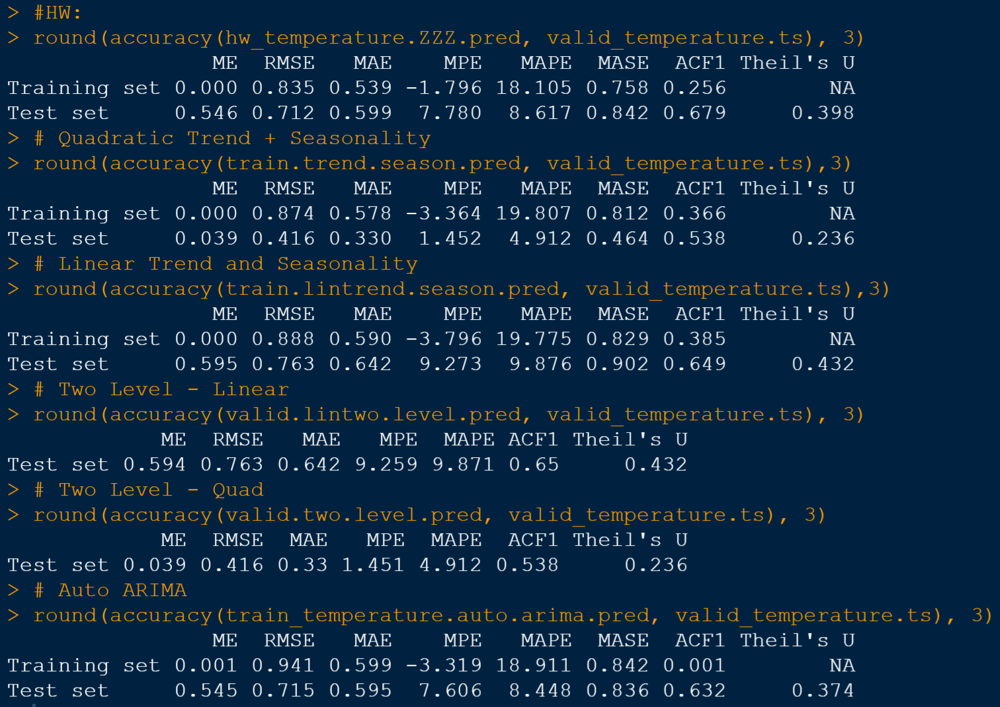 > #HW:
> round(accuracy(hw_temperature.ZZZ.pred, valid_temperature.ts), 3)
ME RMSE MAE MPE MAPE MASE ACF1 Theil's U
Training set 0.000 0.835 0.539 -1.796 18.105 0.758 0.256 NA
Test set 0.546 0.712 0.599 7.780 8.617 0.842 0.679 0.398
> # Quadratic Trend + Seasonality
> round(accuracy(train.trend.season.pred, valid_temperature.ts),3)
ME RMSE MAE MPE MAPE MASE ACF1 Theil's U
Training set 0.000 0.874 0.578 -3.364 19.807 0.812 0.366 NA
Test set 0.039 0.416 0.330 1.452 4.912 0.464 0.538 0.236
> # Linear Trend and Seasonality
> round(accuracy(train.lintrend.season.pred, valid_temperature.ts),3)
ME RMSE MAE MPE MAPE MASE ACF1 Theil's U
Training set 0.000 0.888 0.590 -3.796 19.775 0.829 0.385 NA
Test set 0.595 0.763 0.642 9.273 9.876 0.902 0.649 0.432
> # Two Level - Linear
> round(accuracy(valid.lintwo.level.pred, valid_temperature.ts), 3)
ME RMSE MAE MPE MAPE ACF1 Theil's U
Test set 0.594 0.763 0.642 9.259 9.871 0.65 0.432
> # Two Level - Quad
> round(accuracy(valid.two.level.pred, valid_temperature.ts), 3)
ME RMSE MAE MPE MAPE ACF1 Theil's U
Test set 0.039 0.416 0.33 1.451 4.912 0.538 0.236
> # Auto ARIMA
> round(accuracy(train_temperature.auto.arima.pred, valid_temperature.ts), 3)
ME RMSE MAE MPE MAPE MASE ACF1 Theil's U
Training set 0.001 0.941 0.599 -3.319 18.911 0.842 0.001 NA
Test set 0.545 0.715 0.595 7.606 8.448 0.836 0.632 0.374